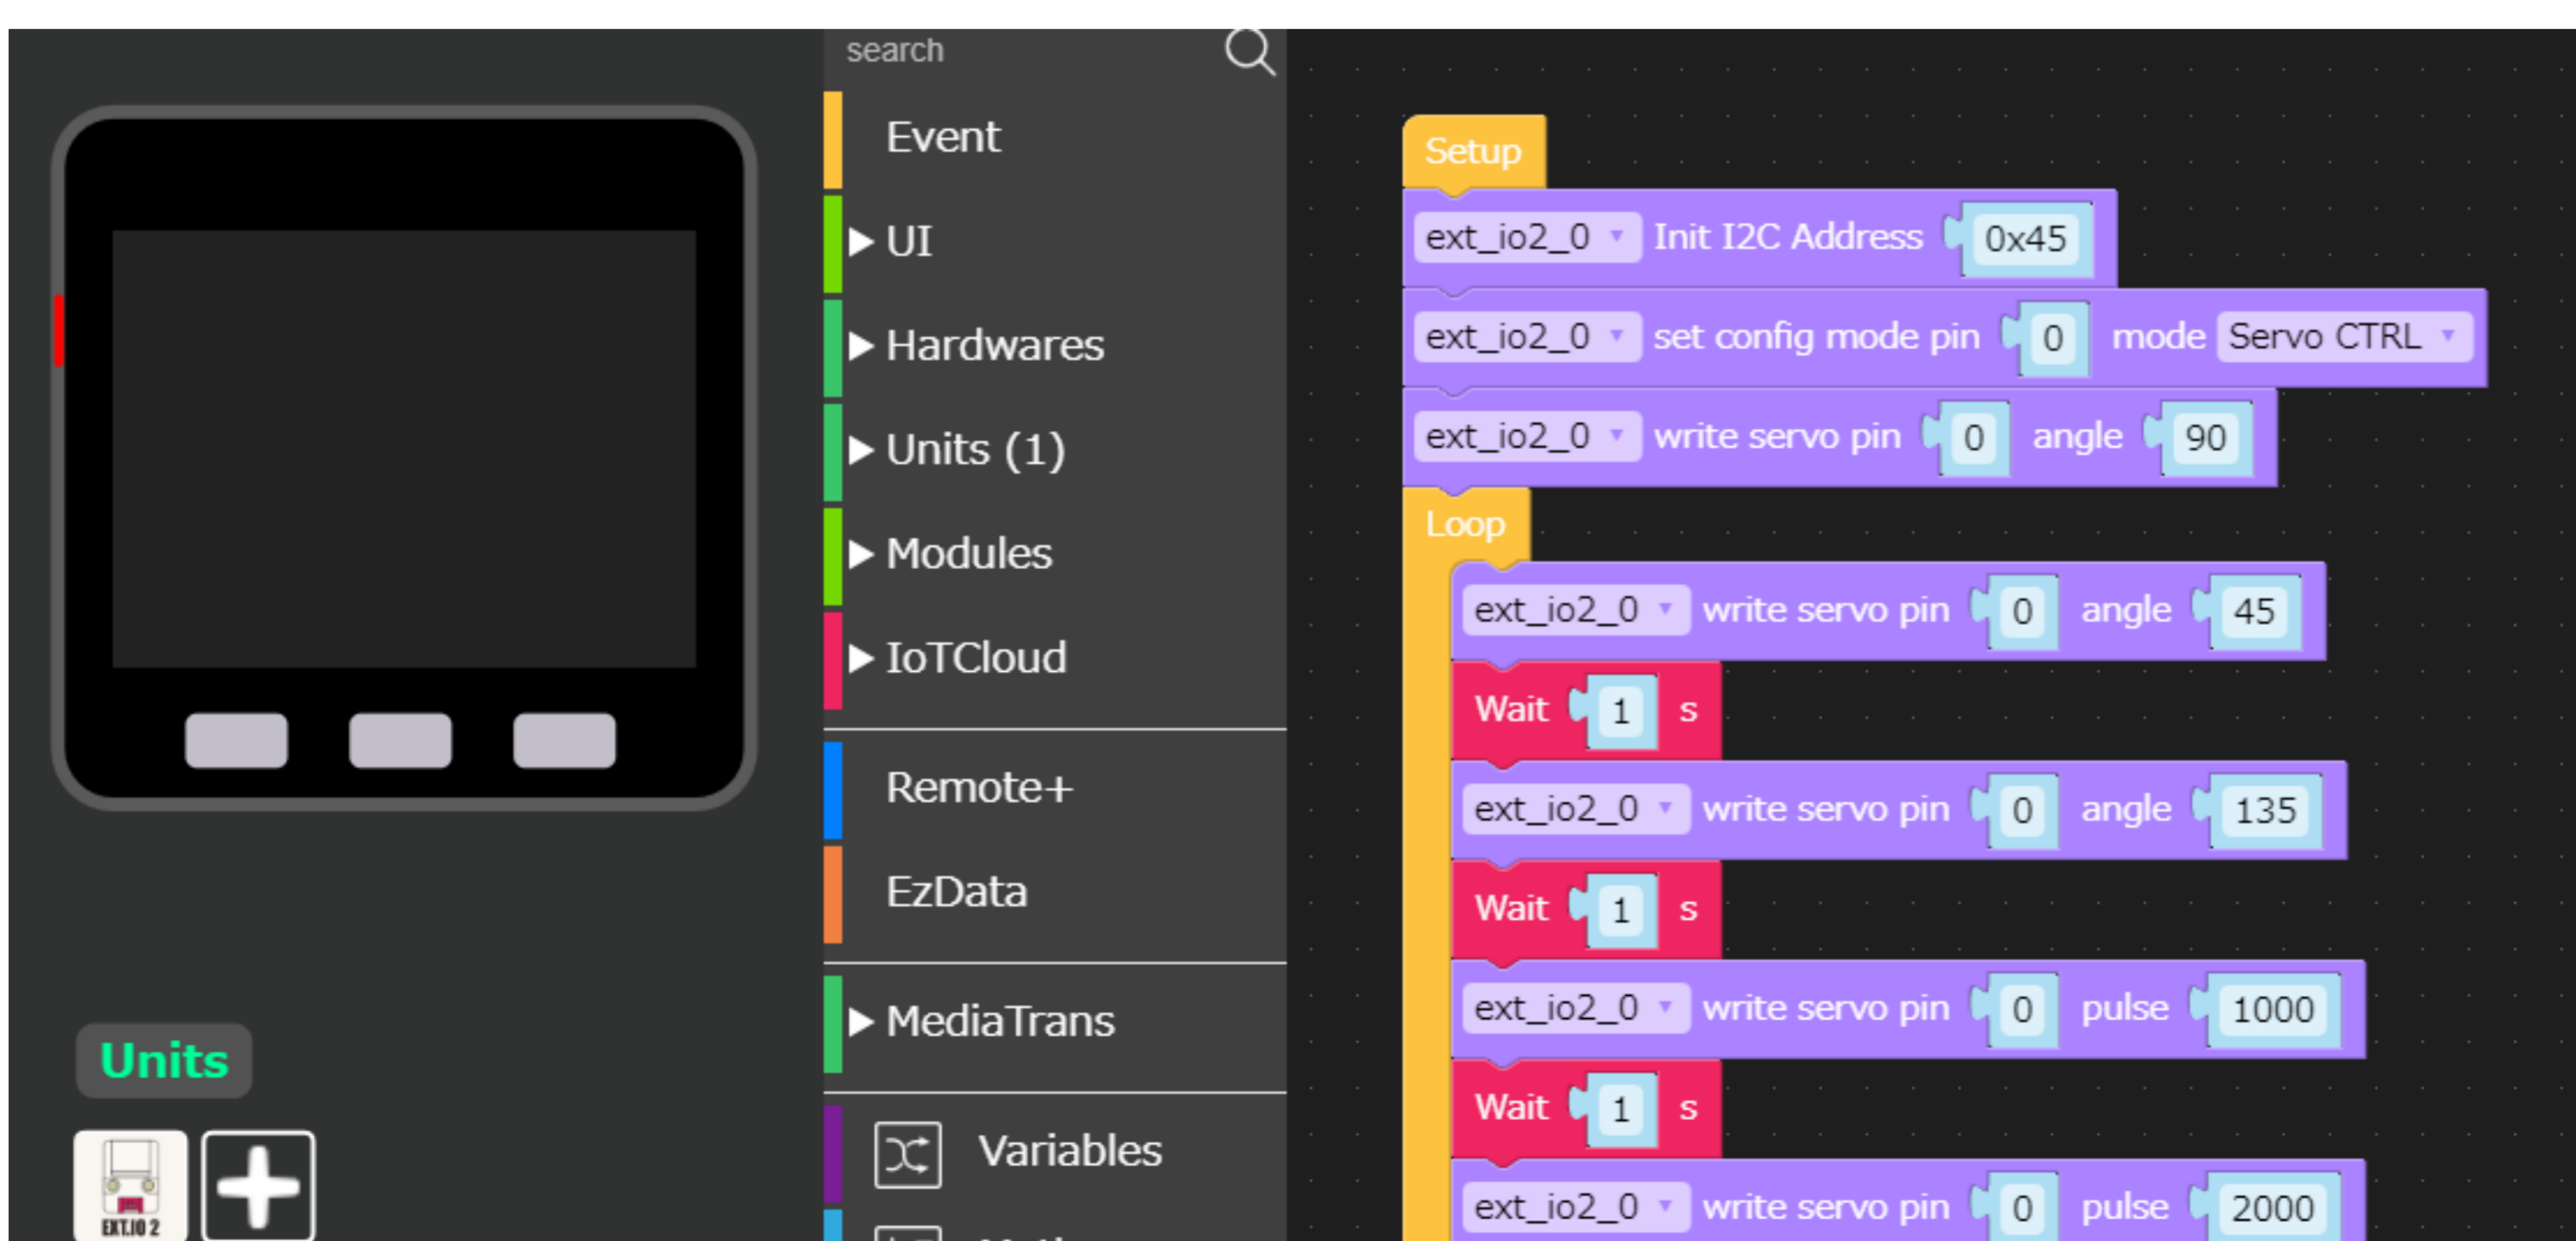 search
Event
UI
Hardwares
Units (1)
Modules
IoTCloud
Remote+
EzData
MediaTrans
Variables
Units
EXT.IO 2
Setup
ext_io2_0 Init I2C Address 0x45
ext_io2_0 set config mode pin 0 mode Servo CTRL
ext_io2_0 write servo pin 0 angle 90
Loop
ext_io2_0 write servo pin 0 angle 45
Wait 1 s
ext_io2_0 write servo pin 0 angle 135
Wait 1 s
ext_io2_0 write servo pin 0 pulse 1000
Wait 1 s
ext_io2_0 write servo pin 0 pulse 2000